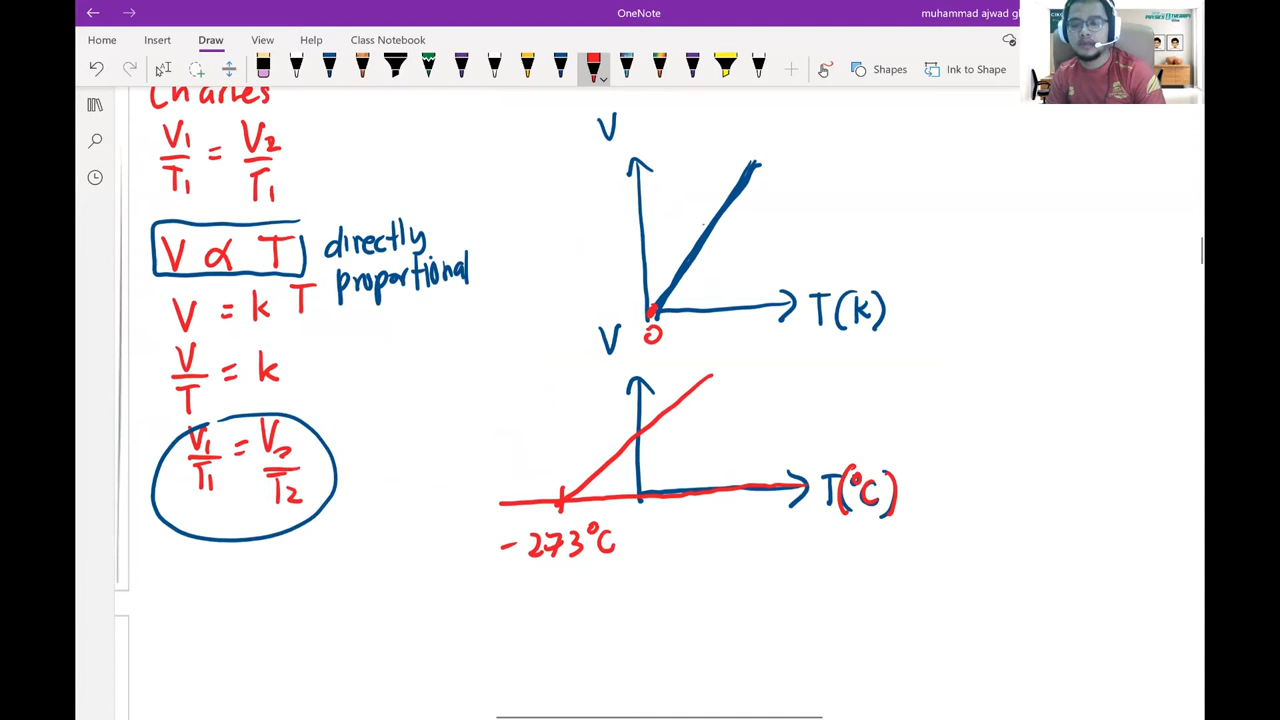 OneNote
muhammad ajwad g
Home Insert Draw View Help Class Notebook
Shapes Ink to Shape
Charles
V1/T1 = V2/T1
V ∝ T directly proportional
V = k T
V/T = k
V1/T1 = V2/T2
V
0
T(K)
V
T(°C)
-273°C